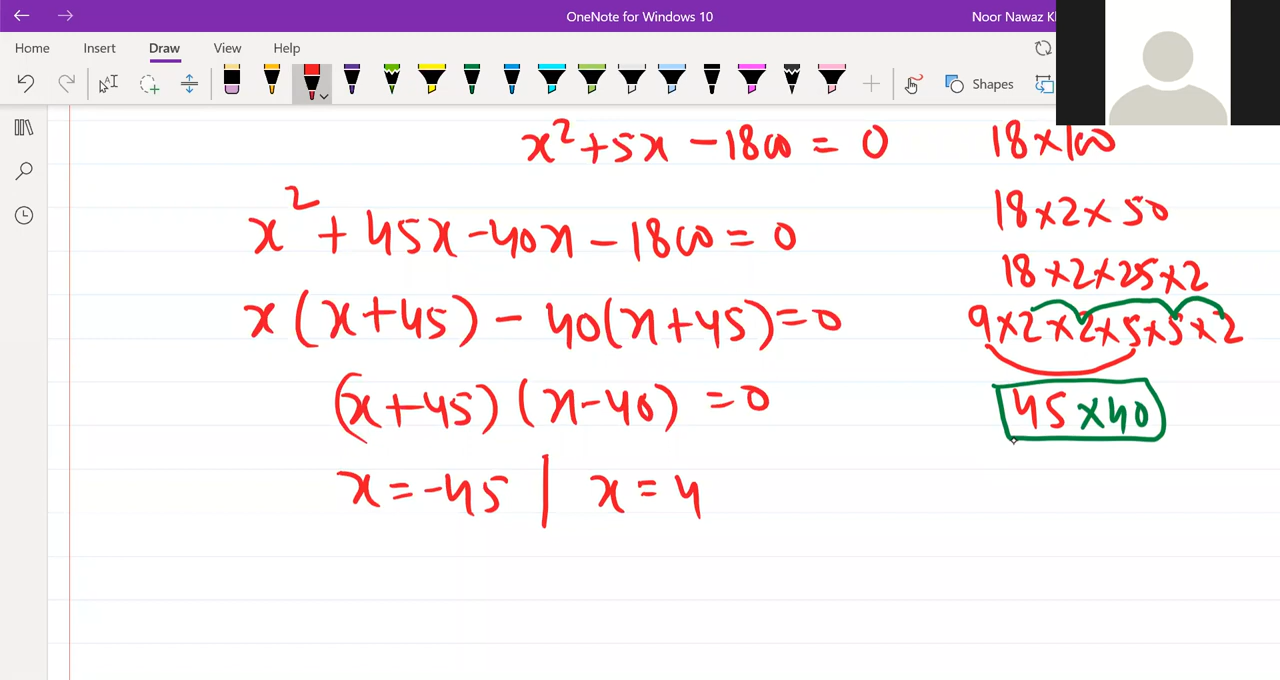 OneNote for Windows 10
Noor Nawaz Kh
Home Insert Draw View Help
Shapes
x² + 5x - 1800 = 0
x² + 45x - 40x - 1800 = 0
x(x+45) - 40(x+45) = 0
(x+45)(x-40) = 0
x = -45 | x = 4
18×100
18×2×50
18×2×25×2
9×2×2×5×5×2
45×40